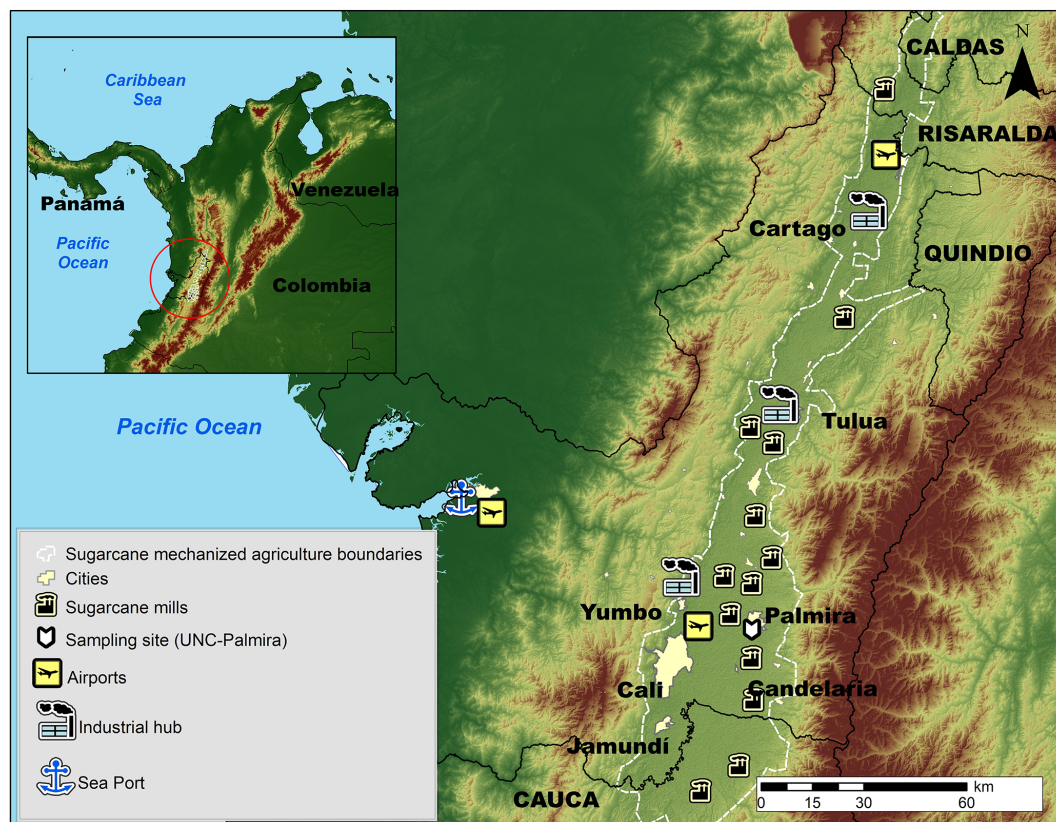 Caribbean
Sea
Panamá
Venezuela
Pacific
Ocean
Colombia
N
CALDAS
RISARALDA
Cartago
QUINDIO
Pacific Ocean
Tulua
Yumbo
Palmira
Cali
Candelaria
Jamundí
CAUCA
Sugarcane mechanized agriculture boundaries
Cities
Sugarcane mills
Sampling site (UNC-Palmira)
Airports
Industrial hub
Sea Port
km
0 15 30 60